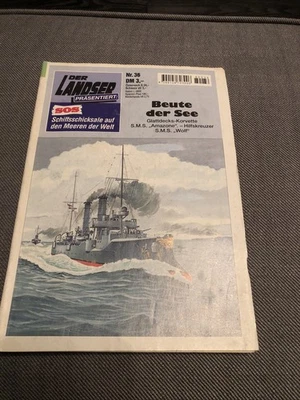 DER
LANDSER
PRÄSENTIERT
SOS
Schiffsschicksale auf
den Meeren der Welt
Nr. 36
DM 3,–
Beute
der See
Glattdecks-Korvette
S.M.S. „Amazone“, – Hilfskreuzer
S.M.S. „Wolf“